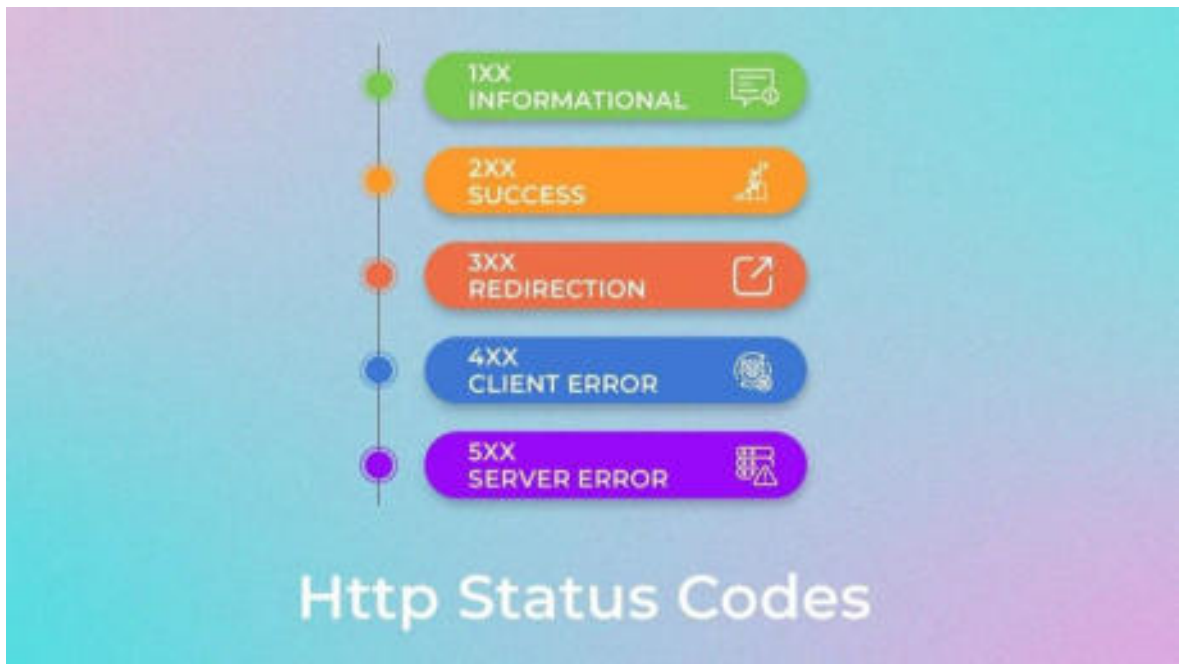 1XX
INFORMATIONAL
2XX
SUCCESS
3XX
REDIRECTION
4XX
CLIENT ERROR
5XX
SERVER ERROR
Http Status Codes